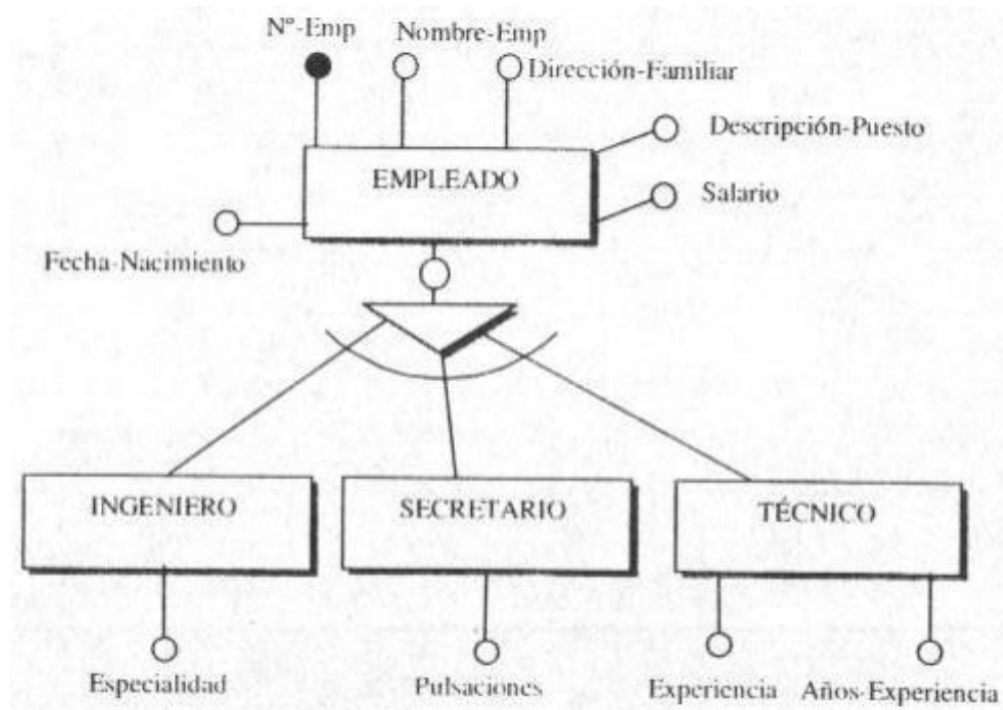 Nº-Emp
Nombre-Emp
Dirección-Familiar
Descripción-Puesto
EMPLEADO
Salario
Fecha-Nacimiento
INGENIERO
SECRETARIO
TÉCNICO
Especialidad
Pulsaciones
Experiencia
Años-Experiencia